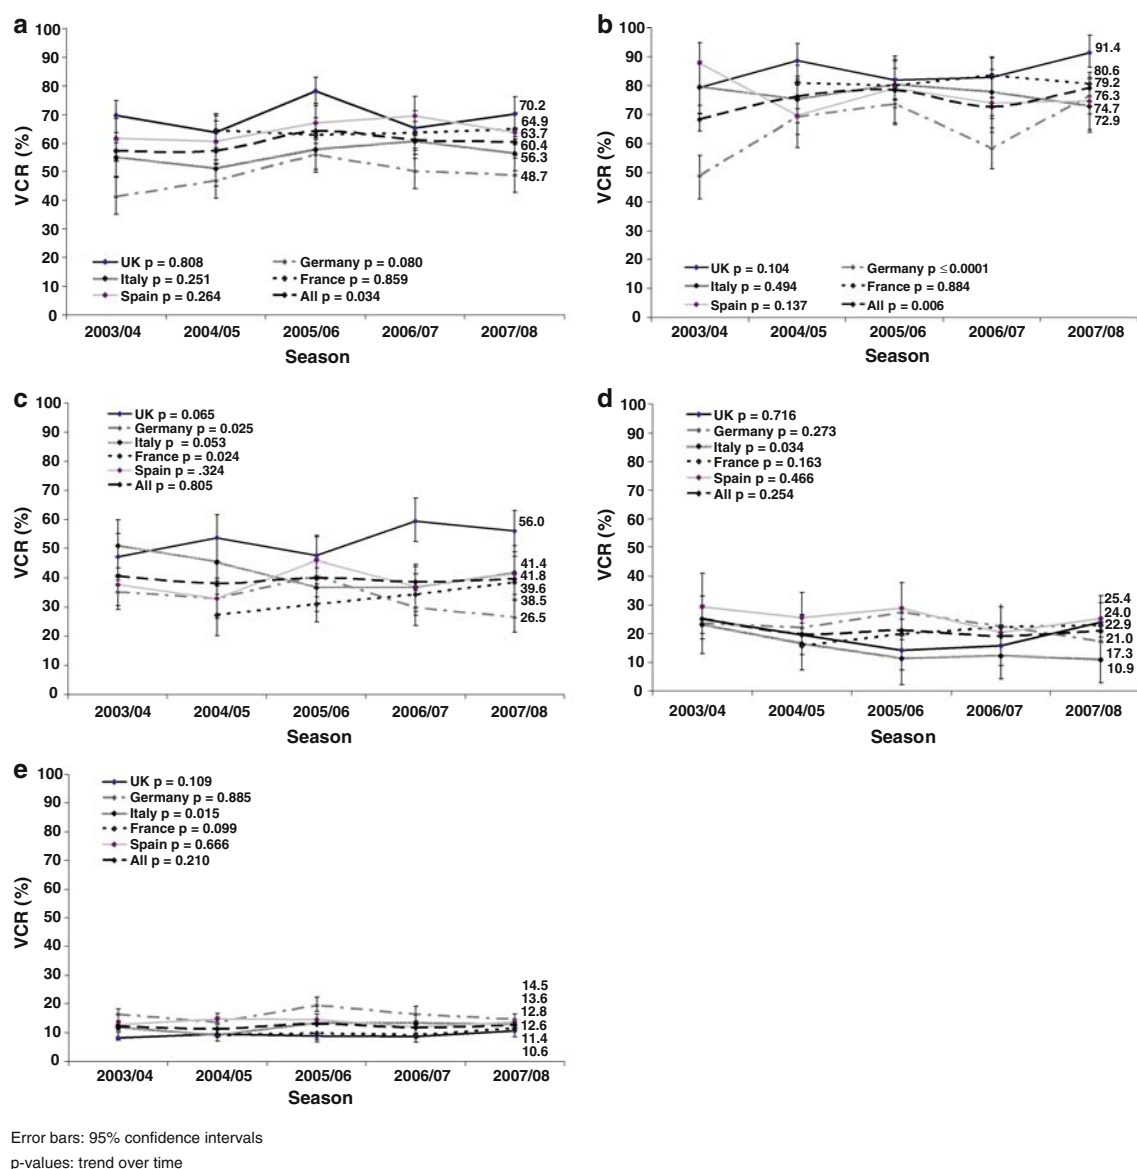 a
100
90
80
70
60
50
40
30
20
10
0
VCR (%)
70.2
64.9
63.7
60.4
56.3
48.7
UK p = 0.808
Germany p = 0.080
Italy p = 0.251
France p = 0.859
Spain p = 0.264
All p = 0.034
2003/04 2004/05 2005/06 2006/07 2007/08
Season
b
100
90
80
70
60
50
40
30
20
10
0
VCR (%)
91.4
80.6
79.2
76.3
74.7
72.9
UK p = 0.104
Germany p ≤ 0.0001
Italy p = 0.494
France p = 0.884
Spain p = 0.137
All p = 0.006
2003/04 2004/05 2005/06 2006/07 2007/08
Season
c
100
90
80
70
60
50
40
30
20
10
0
VCR (%)
UK p = 0.065
Germany p = 0.025
Italy p = 0.053
France p = 0.024
Spain p = .324
All p = 0.805
56.0
41.4
41.8
39.6
38.5
26.5
2003/04 2004/05 2005/06 2006/07 2007/08
Season
d
100
90
80
70
60
50
40
30
20
10
0
VCR (%)
UK p = 0.716
Germany p = 0.273
Italy p = 0.034
France p = 0.163
Spain p = 0.466
All p = 0.254
25.4
24.0
22.9
21.0
17.3
10.9
2003/04 2004/05 2005/06 2006/07 2007/08
Season
e
100
90
80
70
60
50
40
30
20
10
0
VCR (%)
UK p = 0.109
Germany p = 0.885
Italy p = 0.015
France p = 0.099
Spain p = 0.666
All p = 0.210
14.5
13.6
12.8
12.6
11.4
10.6
2003/04 2004/05 2005/06 2006/07 2007/08
Season
Error bars: 95% confidence intervals
p-values: trend over time